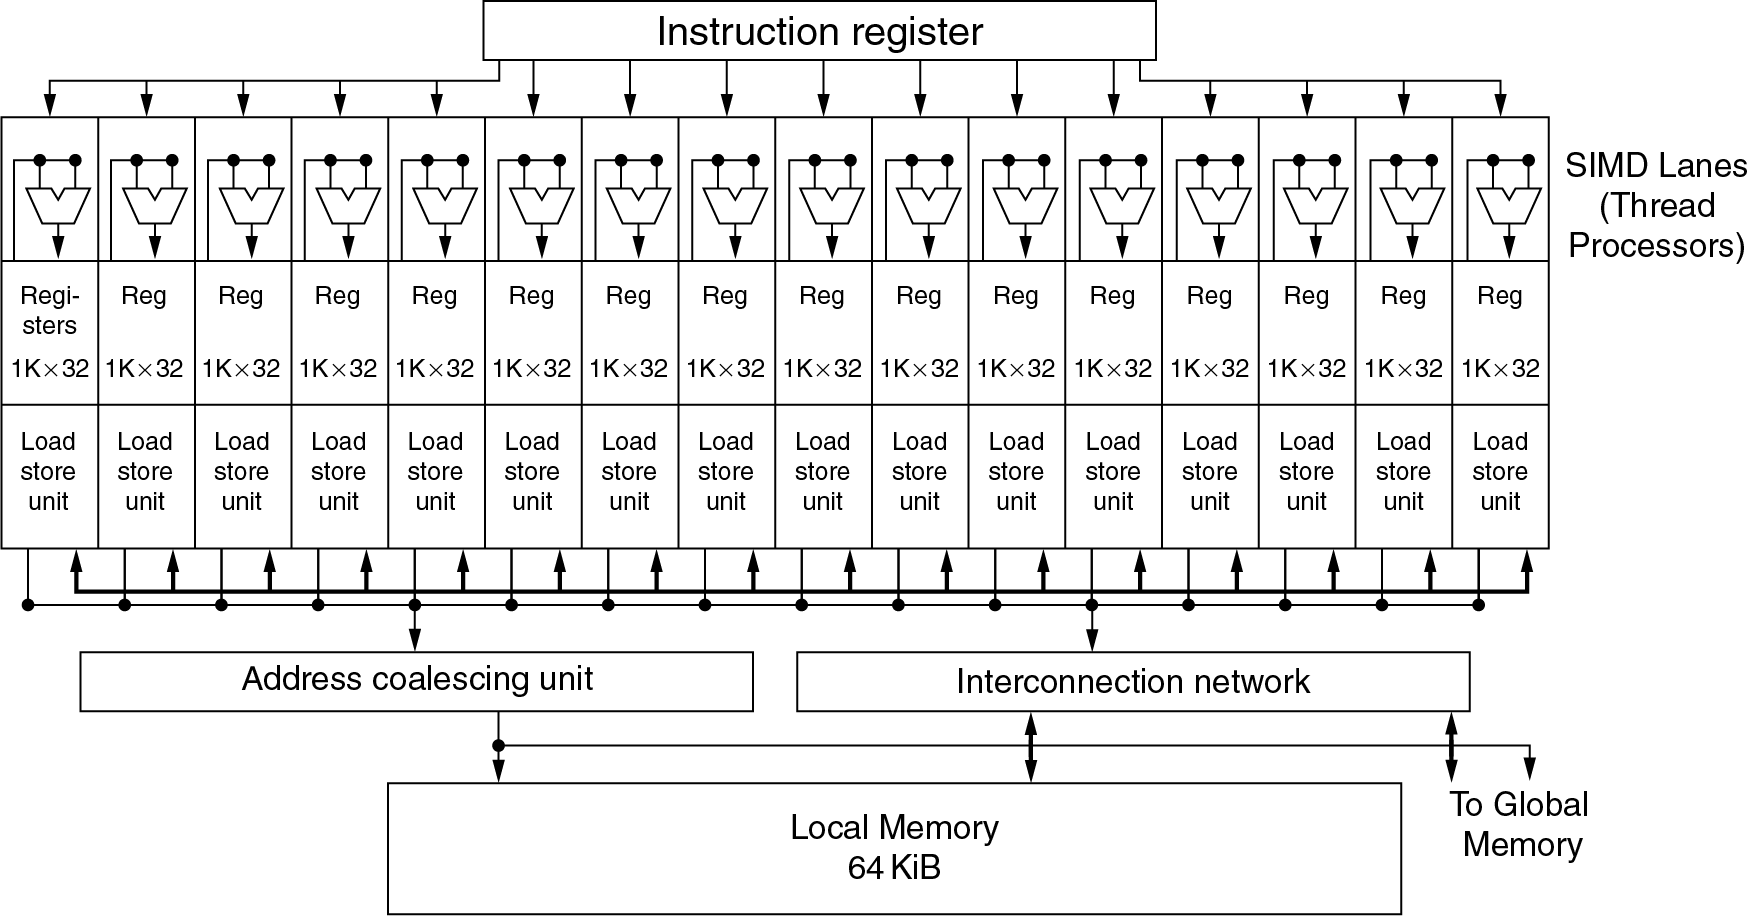 Instruction register
SIMD Lanes
(Thread
Processors)
Regi- Reg Reg Reg Reg Reg Reg Reg Reg Reg Reg Reg Reg Reg Reg Reg
sters
1K×32 1K×32 1K×32 1K×32 1K×32 1K×32 1K×32 1K×32 1K×32 1K×32 1K×32 1K×32 1K×32 1K×32 1K×32 1K×32
Load Load Load Load Load Load Load Load Load Load Load Load Load Load Load Load
store store store store store store store store store store store store store store store store
unit unit unit unit unit unit unit unit unit unit unit unit unit unit unit unit
Address coalescing unit
Interconnection network
Local Memory
64 KiB
To Global
Memory